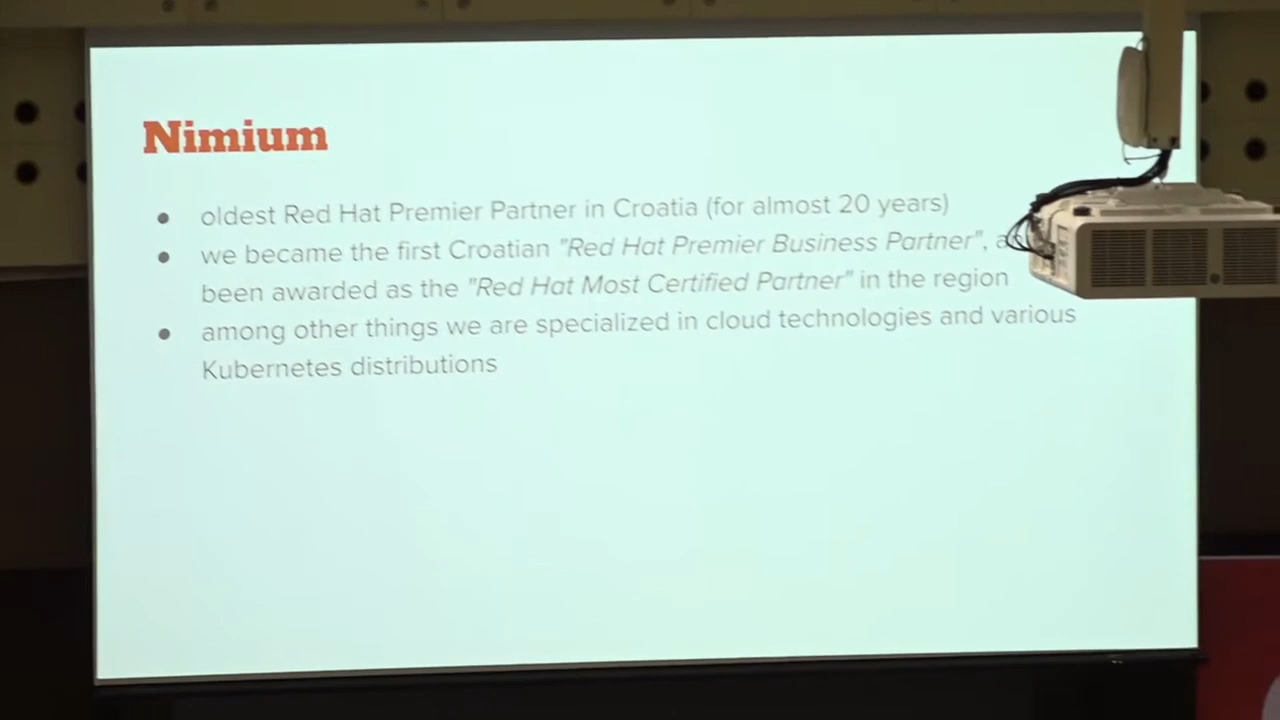 Nimium
● oldest Red Hat Premier Partner in Croatia (for almost 20 years)
● we became the first Croatian "Red Hat Premier Business Partner",
been awarded as the "Red Hat Most Certified Partner" in the region
● among other things we are specialized in cloud technologies and various
Kubernetes distributions